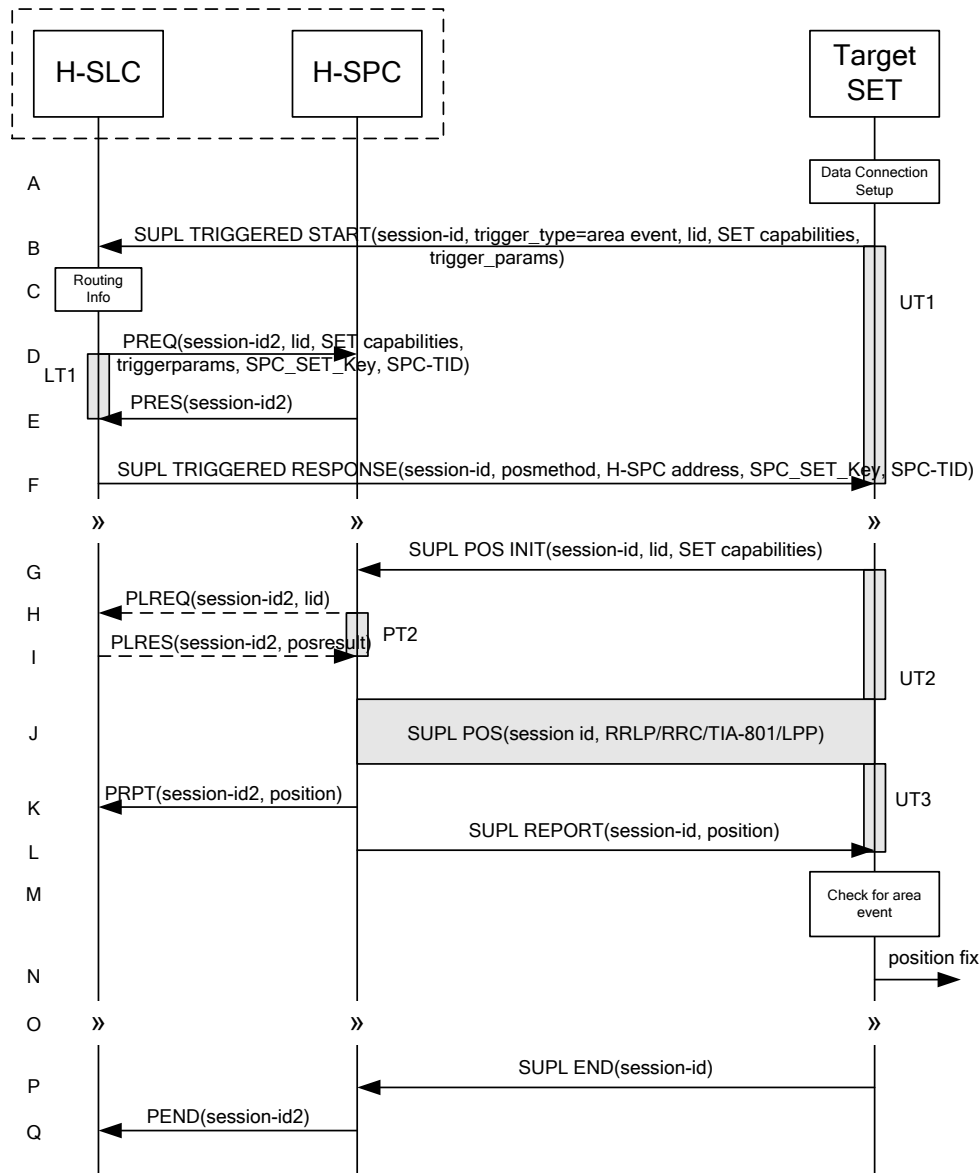 H-SLC
H-SPC
Target
SET
A
Data Connection
Setup
B
SUPL TRIGGERED START(session-id, trigger_type=area event, lid, SET capabilities,
trigger_params)
C
Routing
Info
UT1
D
PREQ(session-id2, lid, SET capabilities,
triggerparams, SPC_SET_Key, SPC-TID)
LT1
E
PRES(session-id2)
F
SUPL TRIGGERED RESPONSE(session-id, posmethod, H-SPC address, SPC_SET_Key, SPC-TID)
» » »
G
SUPL POS INIT(session-id, lid, SET capabilities)
H
PLREQ(session-id2, lid)
PT2
I
PLRES(session-id2, posresult)
UT2
J
SUPL POS(session id, RRLP/RRC/TIA-801/LPP)
K
PRPT(session-id2, position)
UT3
L
SUPL REPORT(session-id, position)
M
Check for area
event
N
position fix
O » » »
P
SUPL END(session-id)
Q
PEND(session-id2)